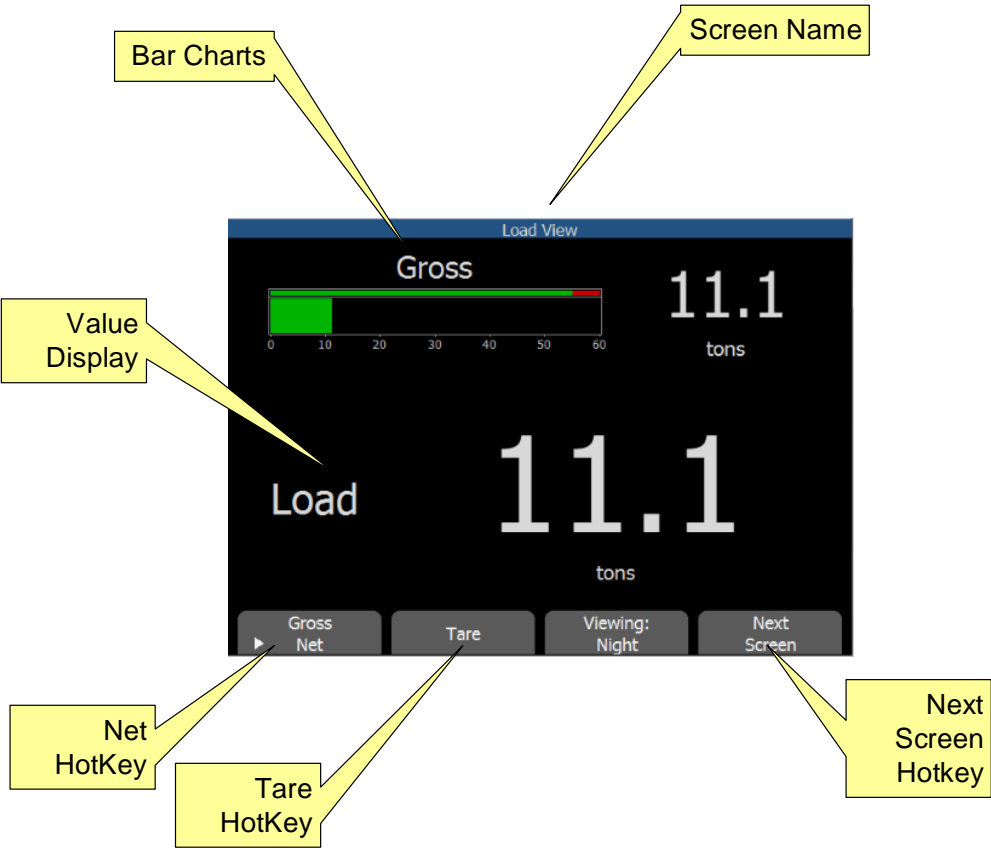 Screen Name
Bar Charts
Load View
Gross
11.1
0 10 20 30 40 50 60
tons
Value
Display
Load
11.1
tons
Gross
Net
Tare
Viewing:
Night
Next
Screen
Net
HotKey
Tare
HotKey
Next
Screen
Hotkey